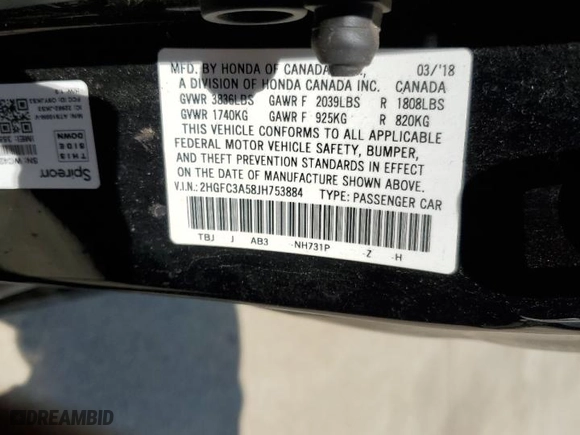 MFD. BY HONDA OF CANADA 03/'18
A DIVISION OF HONDA CANADA INC. CANADA
GVWR 3836LBS GAWR F 2039LBS R 1808LBS
GVWR 1740KG GAWR F 925KG R 820KG
THIS VEHICLE CONFORMS TO ALL APPLICABLE
FEDERAL MOTOR VEHICLE SAFETY, BUMPER,
AND THEFT PREVENTION STANDARDS IN EFFECT
ON THE DATE OF MANUFACTURE SHOWN ABOVE.
V.I.N.: 2HGFC3A58JH753884 TYPE: PASSENGER CAR
TBJ J AB3 -NH731P -Z -H
Spireon
THIS
SIDE
DOWN
DREAMBID